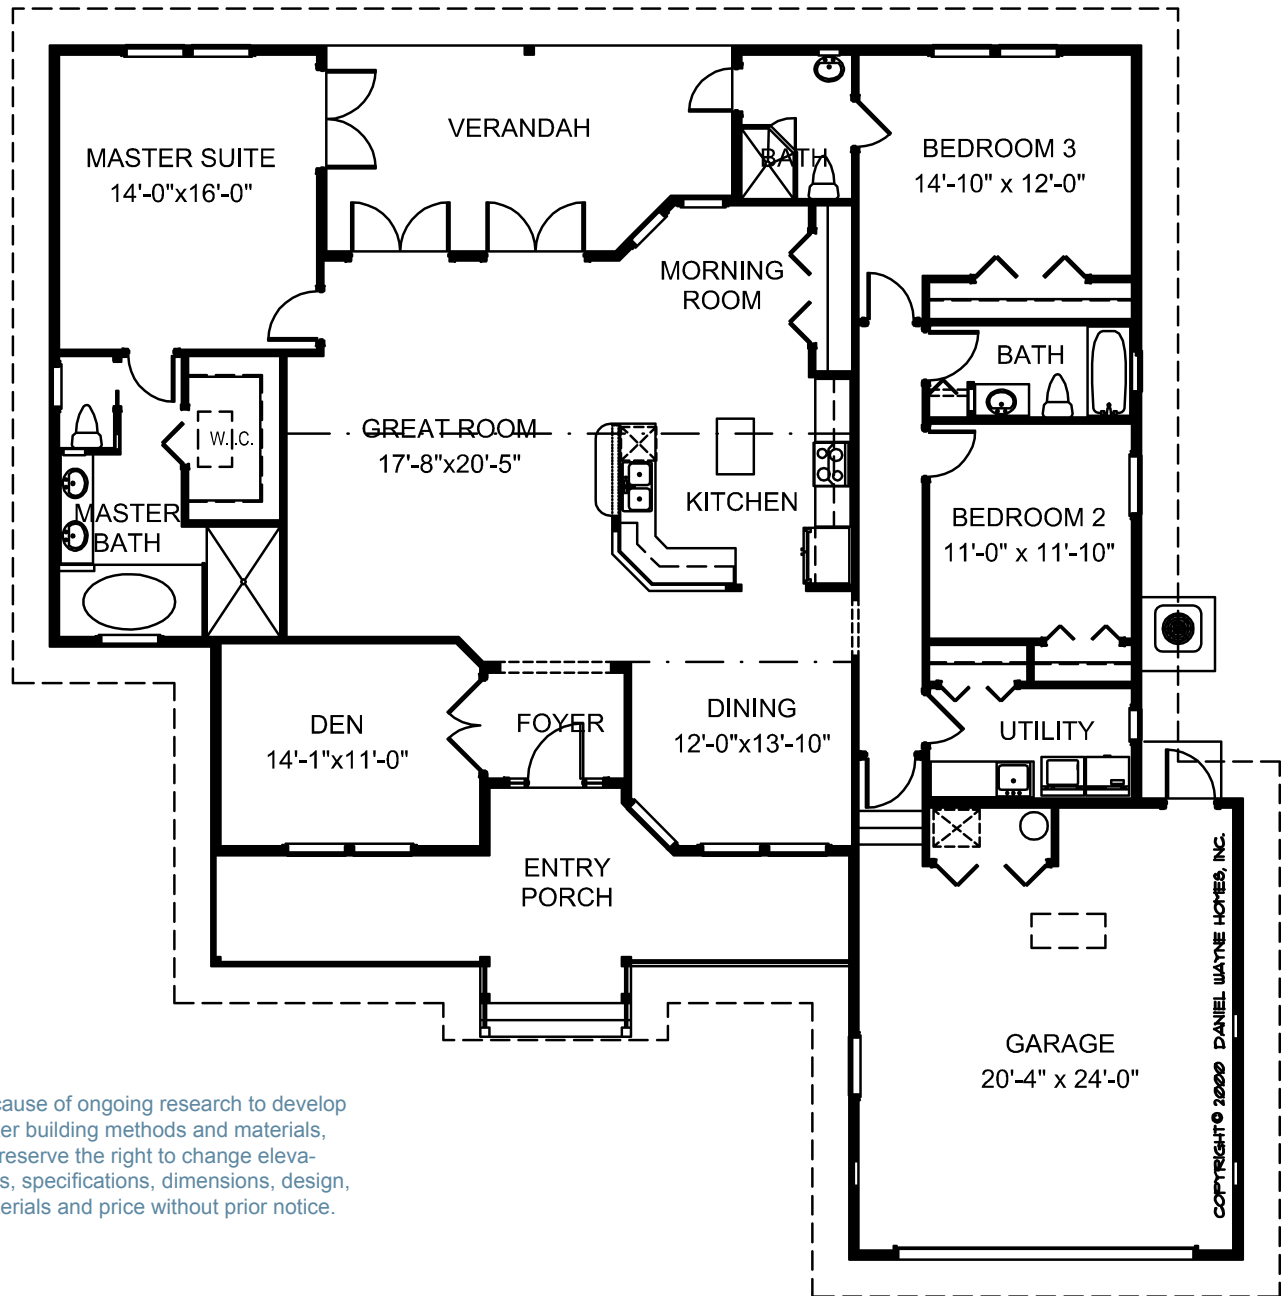 VERANDAH
MASTER SUITE
14'-0"x16'-0"
BATH
BEDROOM 3
14'-10" x 12'-0"
MORNING
ROOM
BATH
GREAT ROOM
17'-8"x20'-5"
W.I.C.
KITCHEN
MASTER
BATH
BEDROOM 2
11'-0" x 11'-10"
DEN
14'-1"x11'-0"
FOYER
DINING
12'-0"x13'-10"
UTILITY
ENTRY
PORCH
GARAGE
20'-4" x 24'-0"
COPYRIGHT © 2000 DANIEL WAYNE HOMES, INC.
cause of ongoing research to develop
er building methods and materials,
reserve the right to change eleva-
s, specifications, dimensions, design,
erials and price without prior notice.